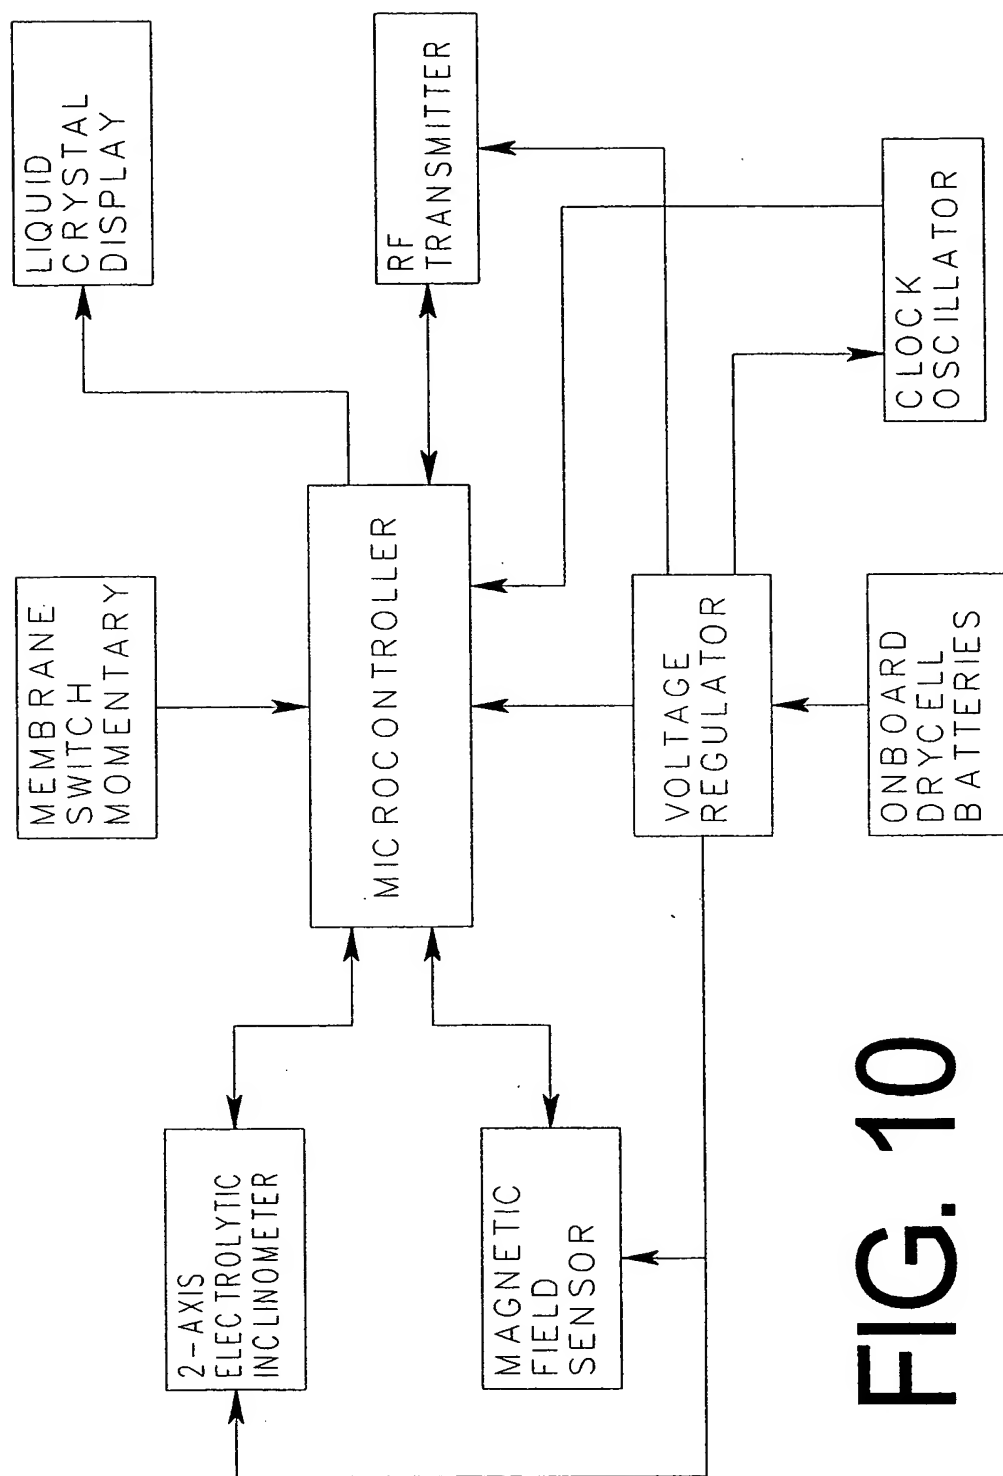 MEMBRANE
SWITCH
MOMENTARY
LIQUID
CRYSTAL
DISPLAY
2-AXIS
ELECTROLYTIC
INCLINOMETER
MICROCONTROLLER
RF
TRANSMITTER
MAGNETIC
FIELD
SENSOR
VOLTAGE
REGULATOR
CLOCK
OSCILLATOR
ONBOARD
DRYCELL
BATTERIES
FIG. 10